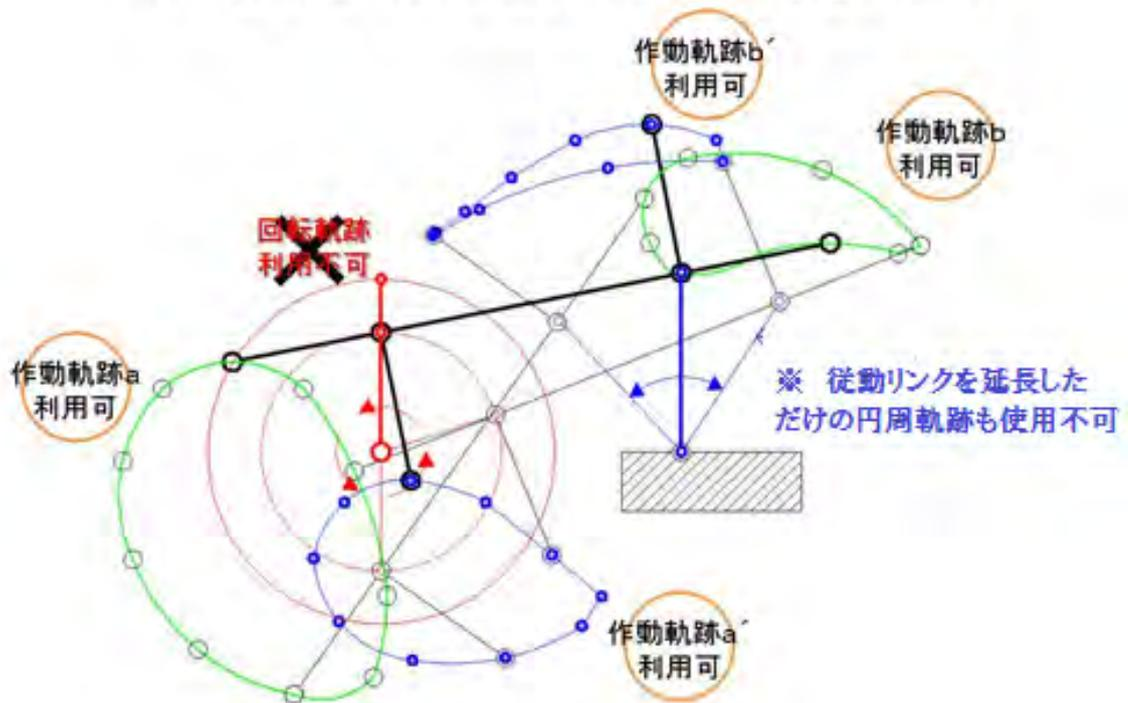 作動軌跡b´
利用可
作動軌跡b
利用可
回転軌跡
利用不可
作動軌跡a
利用可
※ 従動リンクを延長した
だけの円周軌跡も使用不可
作動軌跡a´
利用可